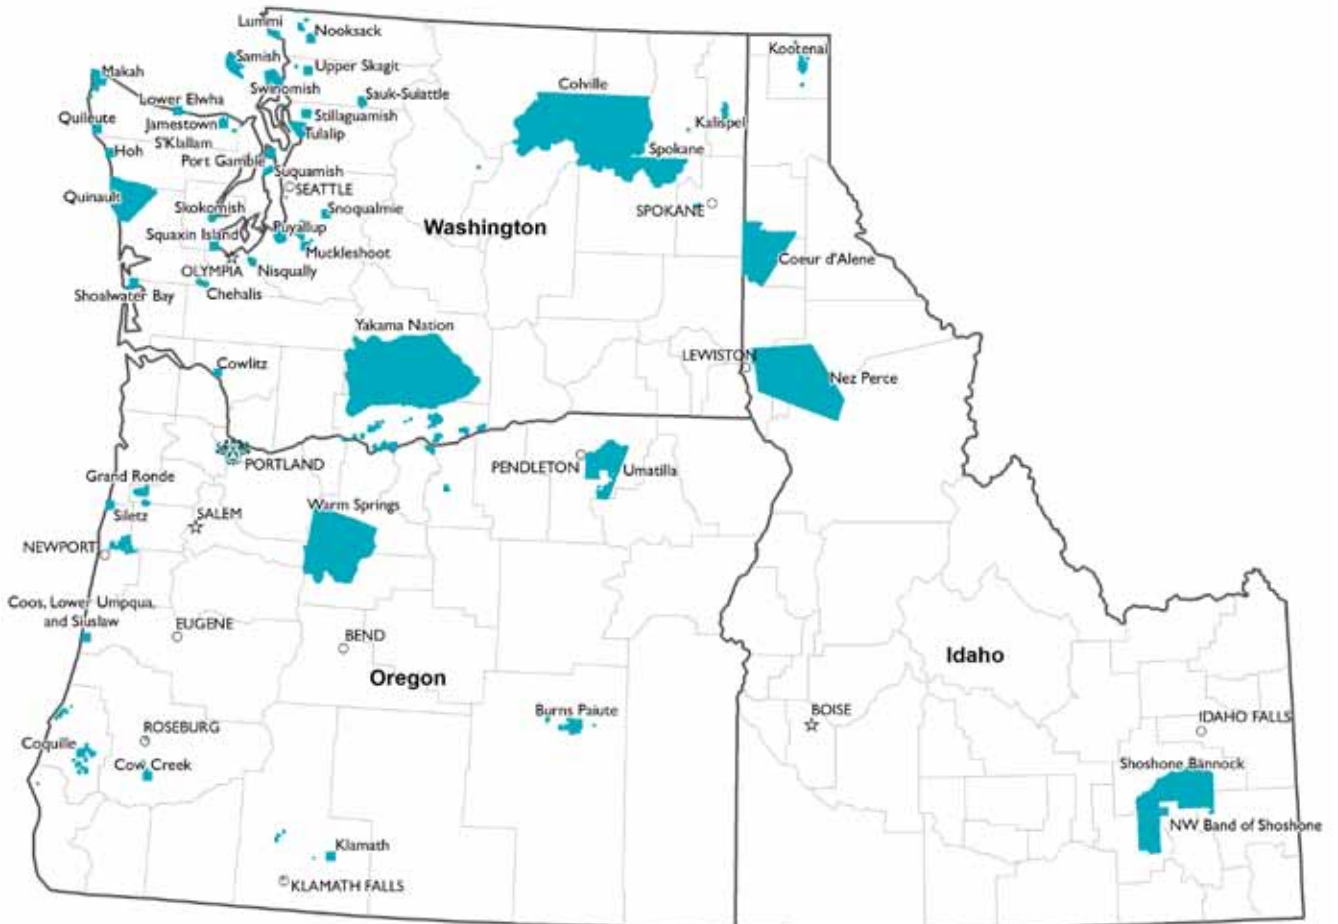 Lummi
Nooksack
Samish
Upper Skagit
Kootenai
Makah
Swinomish
Colville
Lower Elwha
Sauk-Suiattle
Quileute
Jamestown
S'Klallam
Stillaguamish
Tulalip
Kalispel
Hoh
Port Gamble
Spokane
Suquamish
SEATTLE
Quinault
Skokomish
Snoqualmie
SPOKANE
Washington
Squaxin Island
Puyallup
Muckleshoot
OLYMPIA
Nisqually
Coeur d'Alene
Shoalwater Bay
Chehalis
Yakama Nation
Cowlitz
LEWISTON
Nez Perce
PORTLAND
PENDLETON
Umatilla
Grand Ronde
Siletz
SALEM
Warm Springs
NEWPORT
Coos, Lower Umpqua,
and Siuslaw
EUGENE
BEND
Oregon
Idaho
Burns Paiute
BOISE
IDAHO FALLS
ROSEBURG
Coquille
Cow Creek
Shoshone Bannock
NW Band of Shoshone
Klamath
KLAMATH FALLS